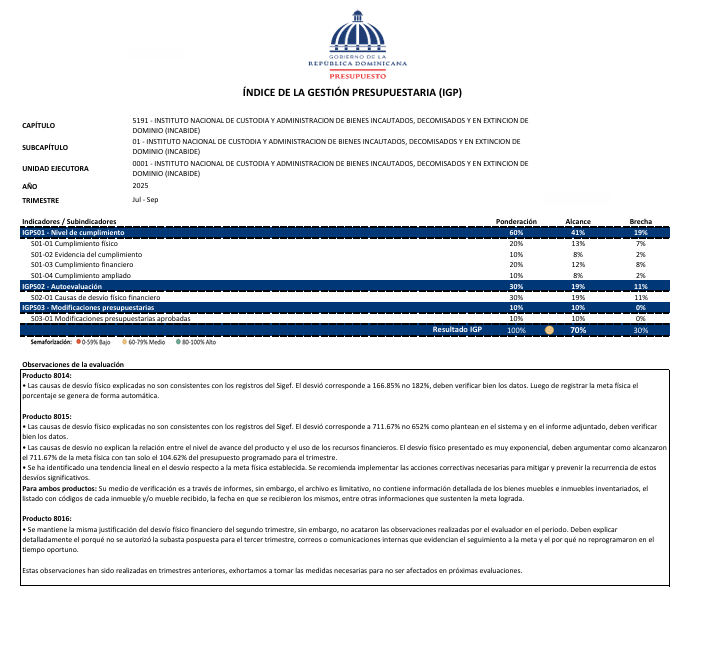 GOBIERNO DE LA
REPÚBLICA DOMINICANA
PRESUPUESTO
ÍNDICE DE LA GESTIÓN PRESUPUESTARIA (IGP)
CAPÍTULO 5191 - INSTITUTO NACIONAL DE CUSTODIA Y ADMINISTRACION DE BIENES INCAUTADOS, DECOMISADOS Y EN EXTINCION DE
DOMINIO (INCABIDE)
SUBCAPÍTULO 01 - INSTITUTO NACIONAL DE CUSTODIA Y ADMINISTRACION DE BIENES INCAUTADOS, DECOMISADOS Y EN EXTINCION DE
DOMINIO (INCABIDE)
UNIDAD EJECUTORA 0001 - INSTITUTO NACIONAL DE CUSTODIA Y ADMINISTRACION DE BIENES INCAUTADOS, DECOMISADOS Y EN EXTINCION DE
DOMINIO (INCABIDE)
AÑO 2025
TRIMESTRE Jul - Sep
Indicadores / Subindicadores Ponderación Alcance Brecha
IGPS01 - Nivel de cumplimiento 60% 41% 19%
S01-01 Cumplimiento físico 20% 13% 7%
S01-02 Evidencia del cumplimiento 10% 8% 2%
S01-03 Cumplimiento financiero 20% 12% 8%
S01-04 Cumplimiento ampliado 10% 8% 2%
IGPS02 - Autoevaluación 30% 19% 11%
S02-01 Causas de desvío físico financiero 30% 19% 11%
IGPS03 - Modificaciones presupuestarias 10% 10% 0%
S03-01 Modificaciones presupuestarias aprobadas 10% 10% 0%
Resultado IGP 100% 70% 30%
Semaforización: 0-59% Bajo 60-79% Medio 80-100% Alto
Observaciones de la evaluación
Producto 8014:
• Las causas de desvío físico explicadas no son consistentes con los registros del Sigef. El desvió corresponde a 166.85% no 182%, deben verificar bien los datos. Luego de registrar la meta física el
porcentaje se genera de forma automática.
Producto 8015:
• Las causas de desvío físico explicadas no son consistentes con los registros del Sigef. El desvió corresponde a 711.67% no 652% como plantean en el sistema y en el informe adjuntado, deben verificar
bien los datos.
• Las causas de desvío no explican la relación entre el nivel de avance del producto y el uso de los recursos financieros. El desvío físico presentado es muy exponencial, deben argumentar como alcanzaron
el 711.67% de la meta física con tan solo el 104.62% del presupuesto programado para el trimestre.
• Se ha identificado una tendencia lineal en el desvío respecto a la meta física establecida. Se recomienda implementar las acciones correctivas necesarias para mitigar y prevenir la recurrencia de estos
desvíos significativos.
Para ambos productos: Su medio de verificación es a través de informes, sin embargo, el archivo es limitativo, no contiene información detallada de los bienes muebles e inmuebles inventariados, el
listado con códigos de cada inmueble y/o mueble recibido, la fecha en que se recibieron los mismos, entre otras informaciones que sustenten la meta lograda.
Producto 8016:
• Se mantiene la misma justificación del desvío físico financiero del segundo trimestre, sin embargo, no acataron las observaciones realizadas por el evaluador en el periodo. Deben explicar
detalladamente el porqué no se autorizó la subasta pospuesta para el tercer trimestre, correos o comunicaciones internas que evidencien el seguimiento a la meta y el por qué no reprogramaron en el
tiempo oportuno.
Estas observaciones han sido realizadas en trimestres anteriores, exhortamos a tomar las medidas necesarias para no ser afectados en próximas evaluaciones.